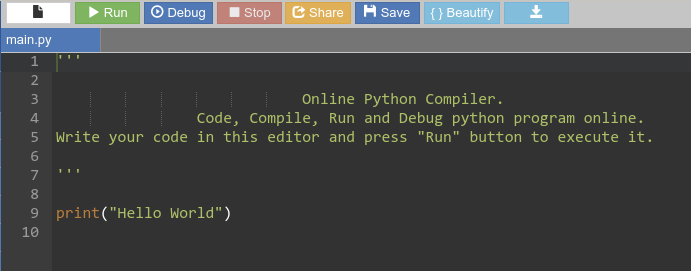 Run Debug Stop Share Save { } Beautify
main.py
1 '''
2
3 Online Python Compiler.
4 Code, Compile, Run and Debug python program online.
5 Write your code in this editor and press "Run" button to execute it.
6
7 '''
8
9 print("Hello World")
10